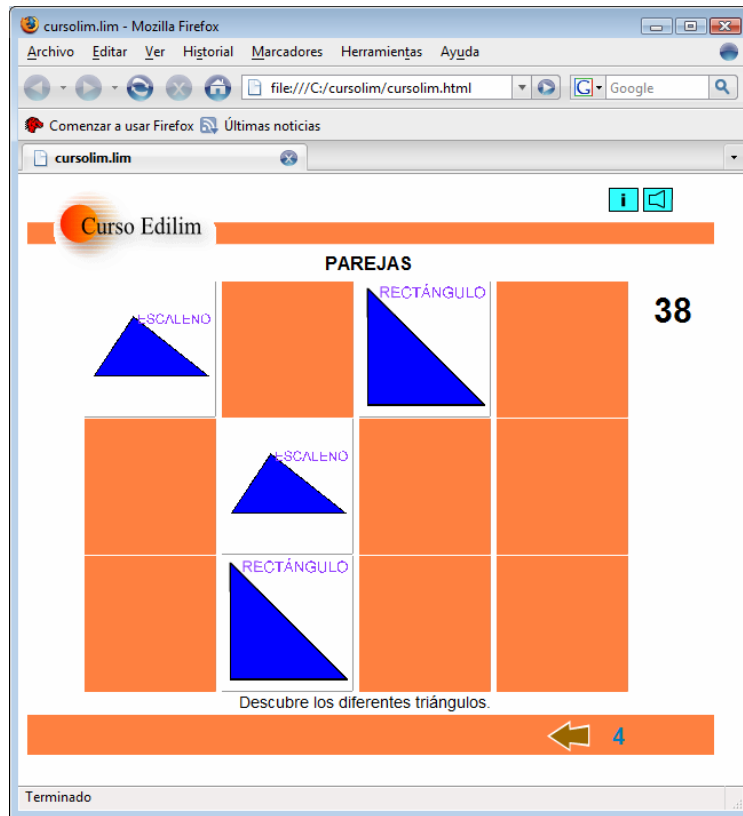 cursolim.lim - Mozilla Firefox
Archivo Editar Ver Historial Marcadores Herramientas Ayuda
file:///C:/cursolim/cursolim.html
G Google
Comenzar a usar Firefox Últimas noticias
cursolim.lim
i
Curso Edilim
PAREJAS
ESCALENO
RECTÁNGULO
38
ESCALENO
RECTÁNGULO
Descubre los diferentes triángulos.
4
Terminado